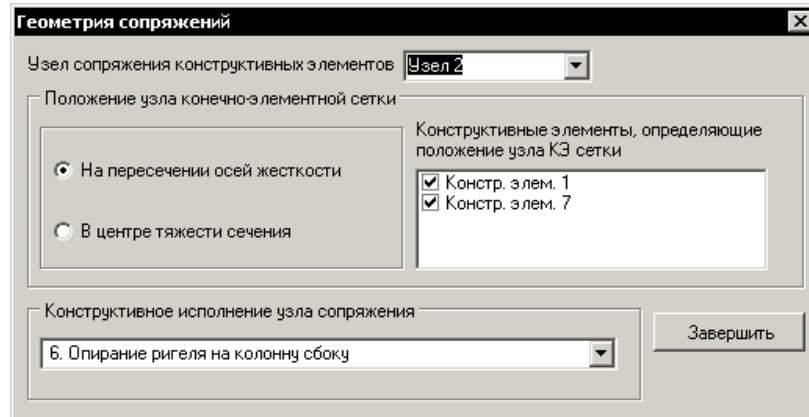 Геометрия сопряжений
Узел сопряжения конструктивных элементов Узел 2
Положение узла конечно-элементной сетки
На пересечении осей жесткости
В центре тяжести сечения
Конструктивные элементы, определяющие
положение узла КЭ сетки
Констр. элем. 1
Констр. элем. 7
Конструктивное исполнение узла сопряжения
6. Опирание ригеля на колонну сбоку
Завершить